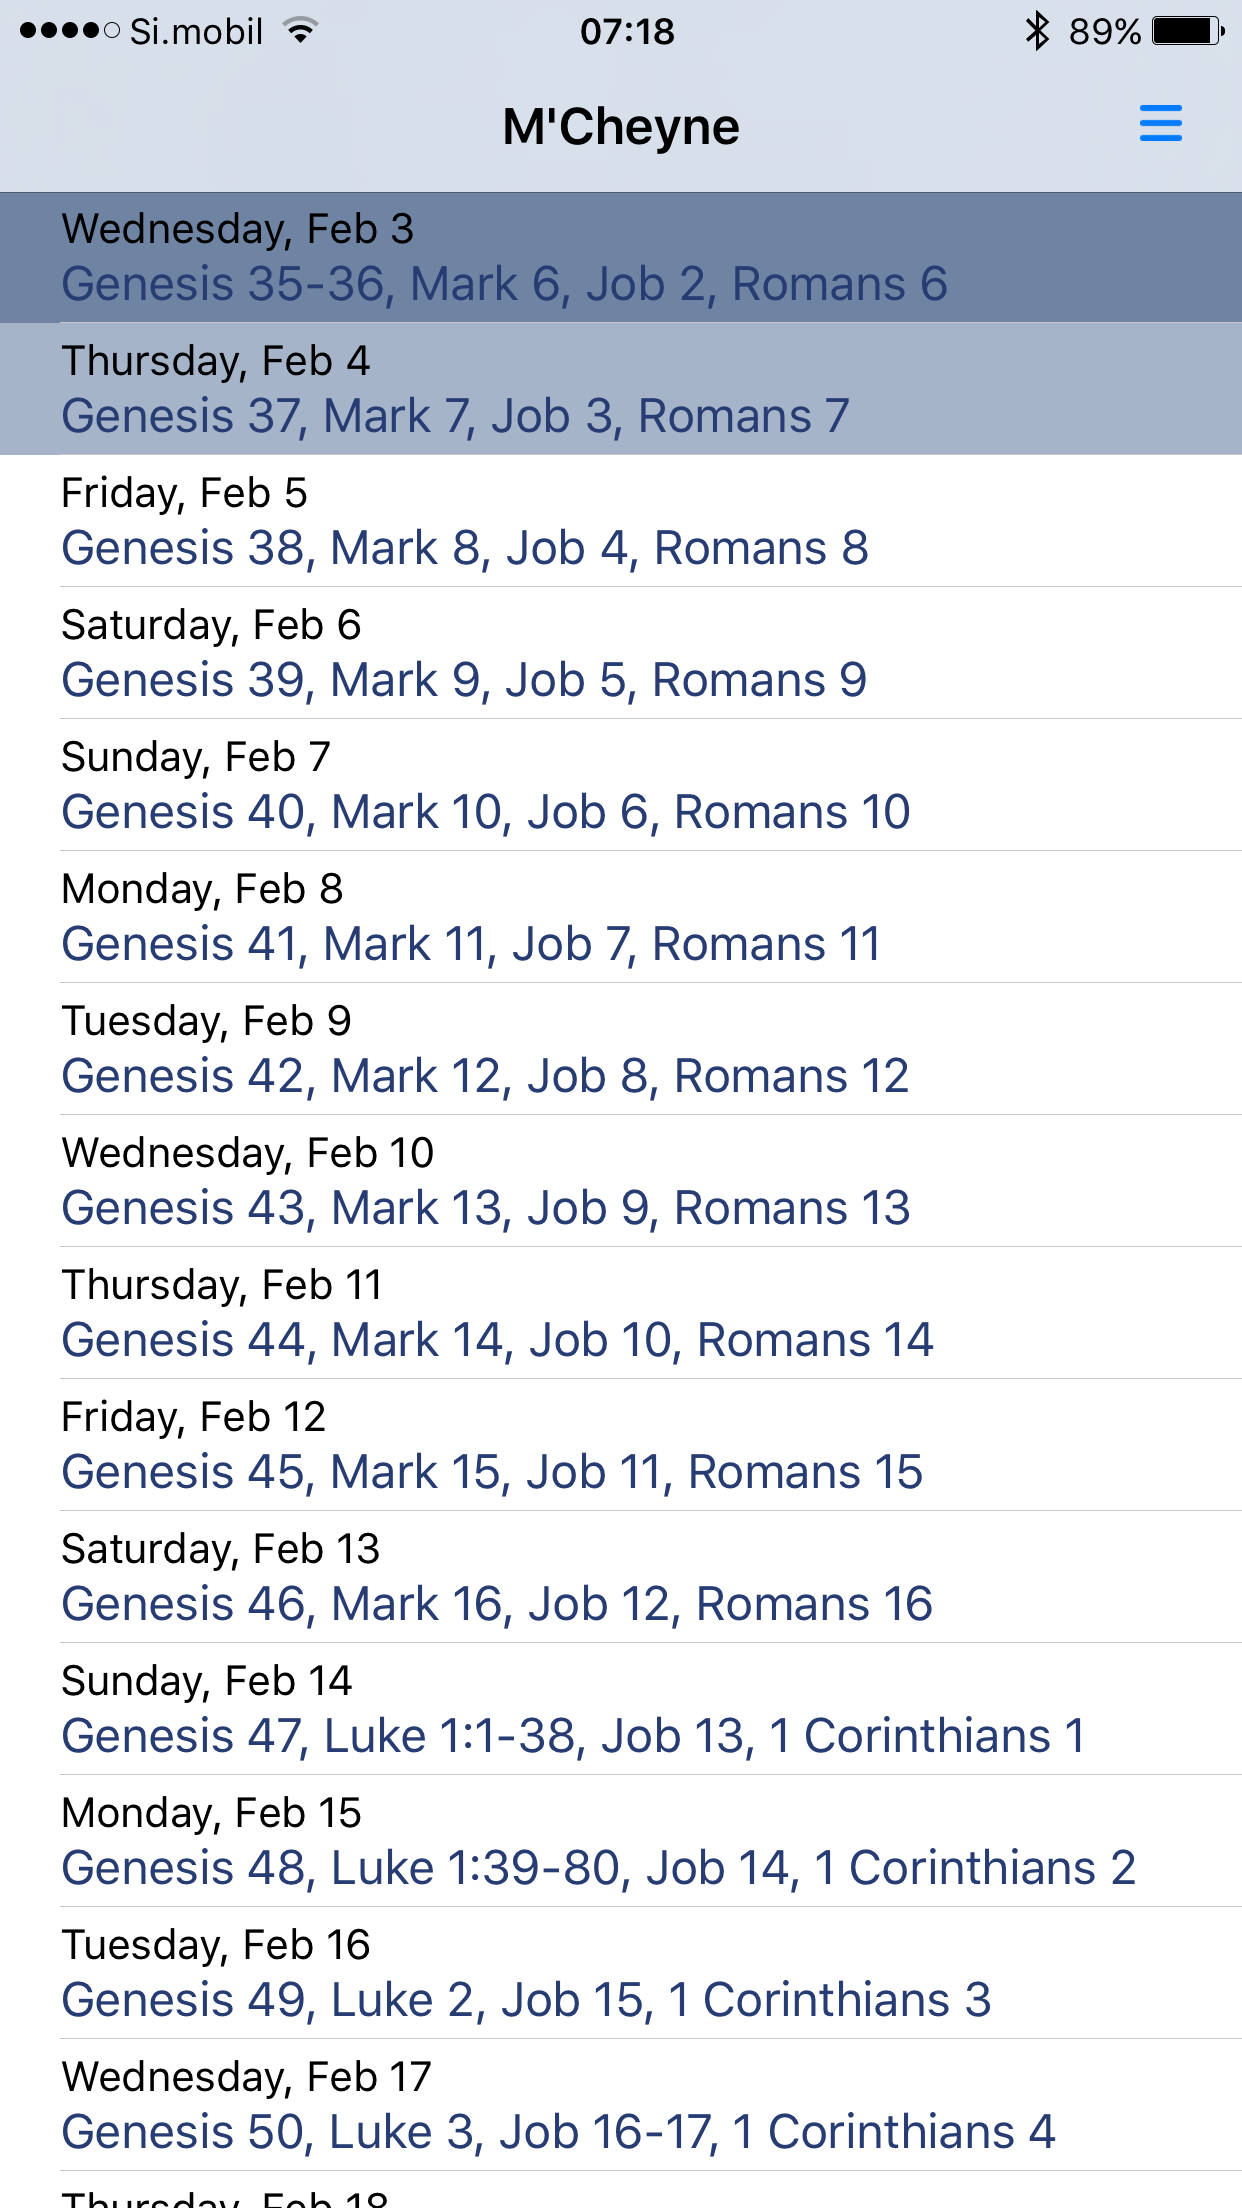 Si.mobil 07:18 89%
M'Cheyne
Wednesday, Feb 3
Genesis 35-36, Mark 6, Job 2, Romans 6
Thursday, Feb 4
Genesis 37, Mark 7, Job 3, Romans 7
Friday, Feb 5
Genesis 38, Mark 8, Job 4, Romans 8
Saturday, Feb 6
Genesis 39, Mark 9, Job 5, Romans 9
Sunday, Feb 7
Genesis 40, Mark 10, Job 6, Romans 10
Monday, Feb 8
Genesis 41, Mark 11, Job 7, Romans 11
Tuesday, Feb 9
Genesis 42, Mark 12, Job 8, Romans 12
Wednesday, Feb 10
Genesis 43, Mark 13, Job 9, Romans 13
Thursday, Feb 11
Genesis 44, Mark 14, Job 10, Romans 14
Friday, Feb 12
Genesis 45, Mark 15, Job 11, Romans 15
Saturday, Feb 13
Genesis 46, Mark 16, Job 12, Romans 16
Sunday, Feb 14
Genesis 47, Luke 1:1-38, Job 13, 1 Corinthians 1
Monday, Feb 15
Genesis 48, Luke 1:39-80, Job 14, 1 Corinthians 2
Tuesday, Feb 16
Genesis 49, Luke 2, Job 15, 1 Corinthians 3
Wednesday, Feb 17
Genesis 50, Luke 3, Job 16-17, 1 Corinthians 4
Thursday, Feb 18